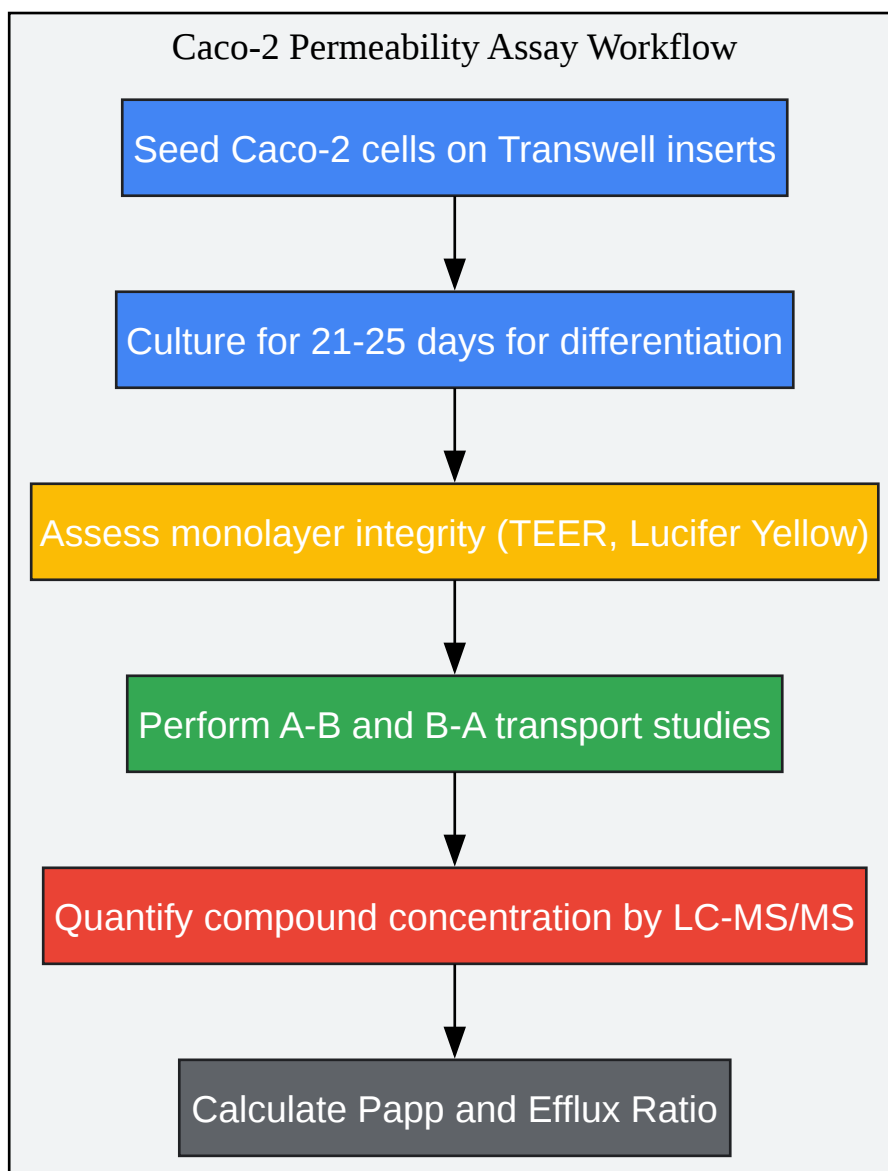 Caco-2 Permeability Assay Workflow
Seed Caco-2 cells on Transwell inserts
Culture for 21-25 days for differentiation
Assess monolayer integrity (TEER, Lucifer Yellow)
Perform A-B and B-A transport studies
Quantify compound concentration by LC-MS/MS
Calculate Papp and Efflux Ratio